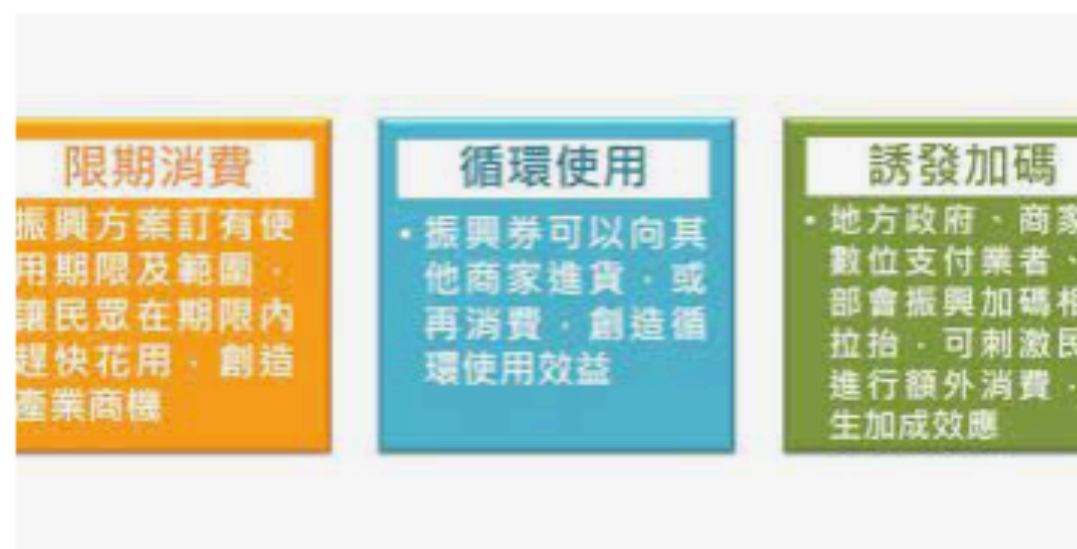 限期消費
振興方案訂有使
用期限及範圍，
讓民眾在期限內
趕快花用，創造
產業商機
循環使用
• 振興券可以向其
他商家進貨，或
再消費，創造循
環使用效益
誘發加碼
• 地方政府、商家
數位支付業者、
部會振興加碼相
拉抬，可刺激民
進行額外消費，
生加成效應